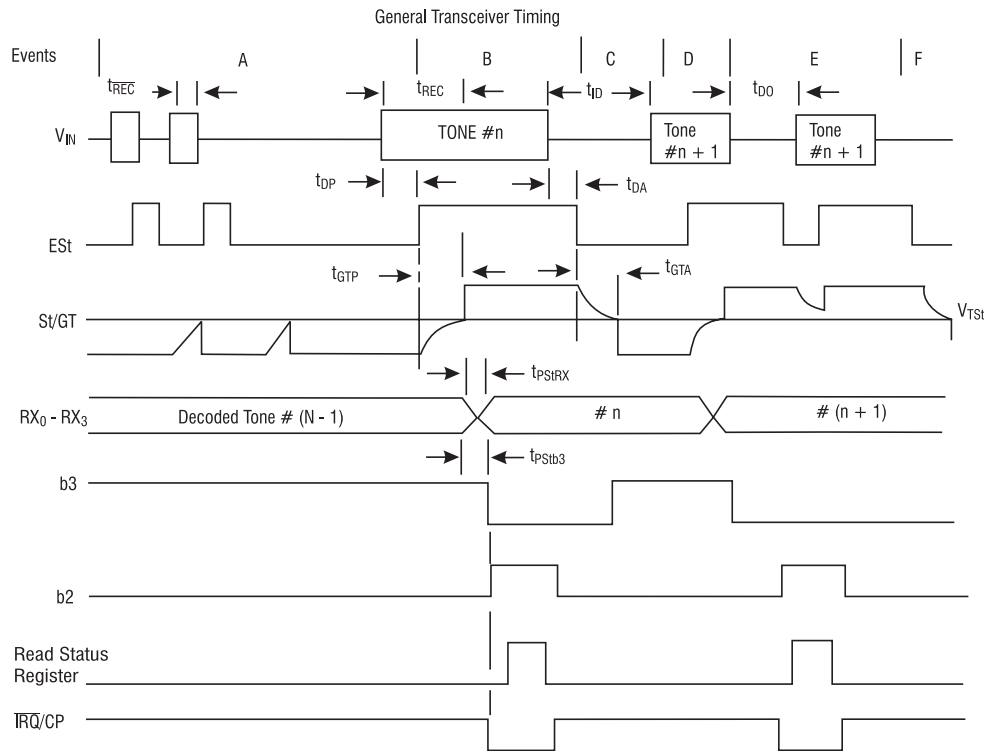 General Transceiver Timing
Events A B C D E F
tREC tREC tID tDO
VIN TONE #n Tone #n + 1 Tone #n + 1
tDP tDA
ESt
tGTP tGTA
St/GT VTSt
tPStRX
RX0 - RX3 Decoded Tone # (N - 1) # n # (n + 1)
tPStb3
b3
b2
Read Status
Register
IRQ/CP